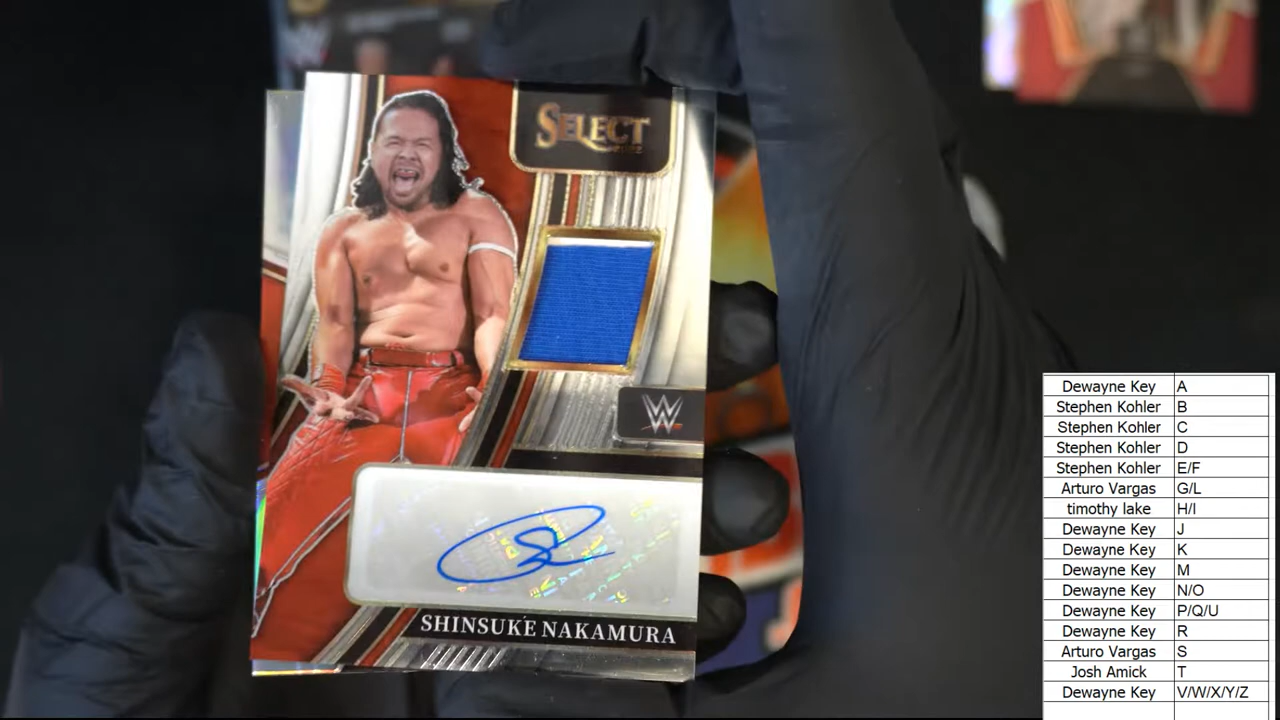 SELECT
W
SHINSUKE NAKAMURA
Dewayne Key A
Stephen Kohler B
Stephen Kohler C
Stephen Kohler D
Stephen Kohler E/F
Arturo Vargas G/L
timothy lake H/I
Dewayne Key J
Dewayne Key K
Dewayne Key M
Dewayne Key N/O
Dewayne Key P/Q/U
Dewayne Key R
Arturo Vargas S
Josh Amick T
Dewayne Key V/W/X/Y/Z